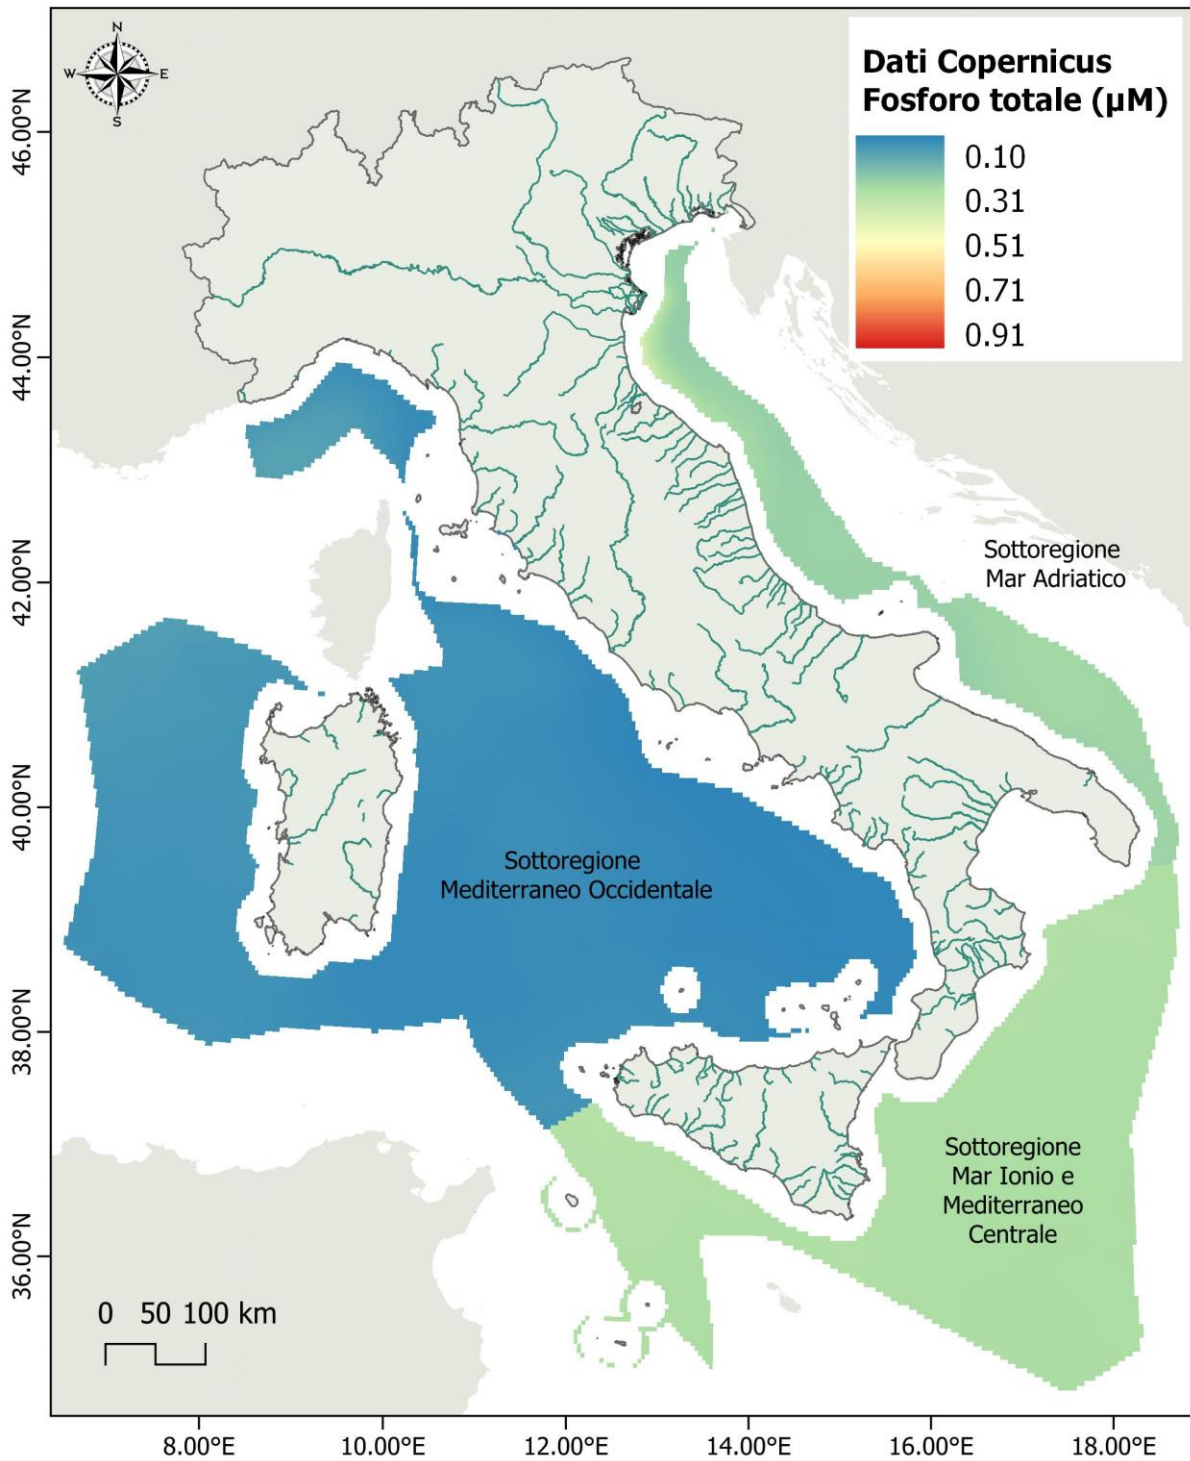 N
W E
S
Dati Copernicus
Fosforo totale (µM)
0.10
0.31
0.51
0.71
0.91
46.00°N
44.00°N
42.00°N
40.00°N
38.00°N
36.00°N
Sottoregione
Mar Adriatico
Sottoregione
Mediterraneo Occidentale
Sottoregione
Mar Ionio e
Mediterraneo
Centrale
0 50 100 km
8.00°E 10.00°E 12.00°E 14.00°E 16.00°E 18.00°E